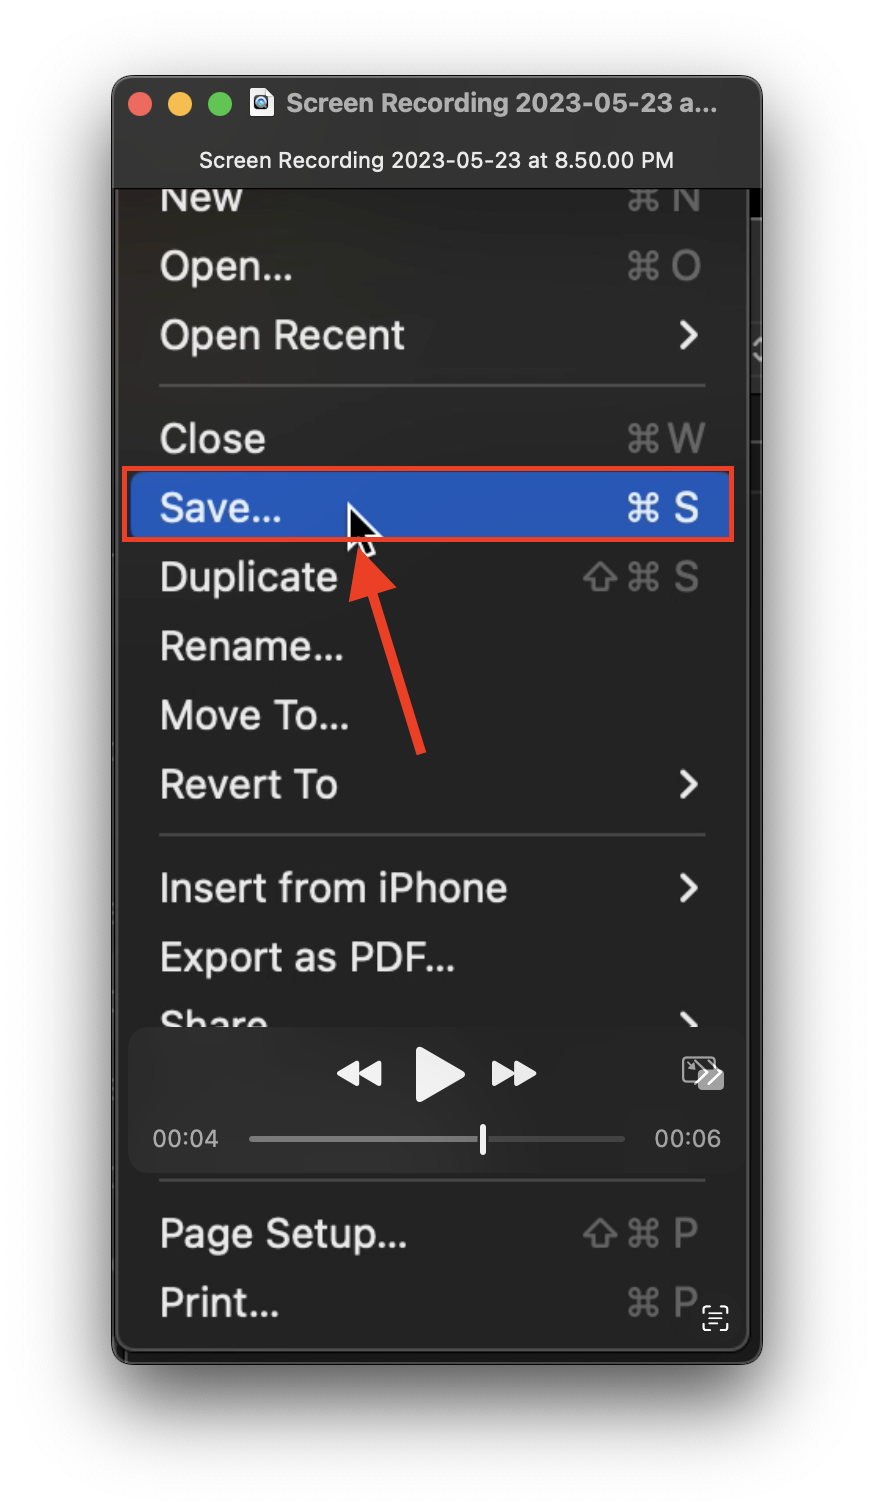 Screen Recording 2023-05-23 a...
Screen Recording 2023-05-23 at 8.50.00 PM
New ⌘ N
Open... ⌘ O
Open Recent
Close ⌘ W
Save... ⌘ S
Duplicate ⇧ ⌘ S
Rename...
Move To...
Revert To
Insert from iPhone
Export as PDF...
Share
00:04 00:06
Page Setup... ⇧ ⌘ P
Print... ⌘ P